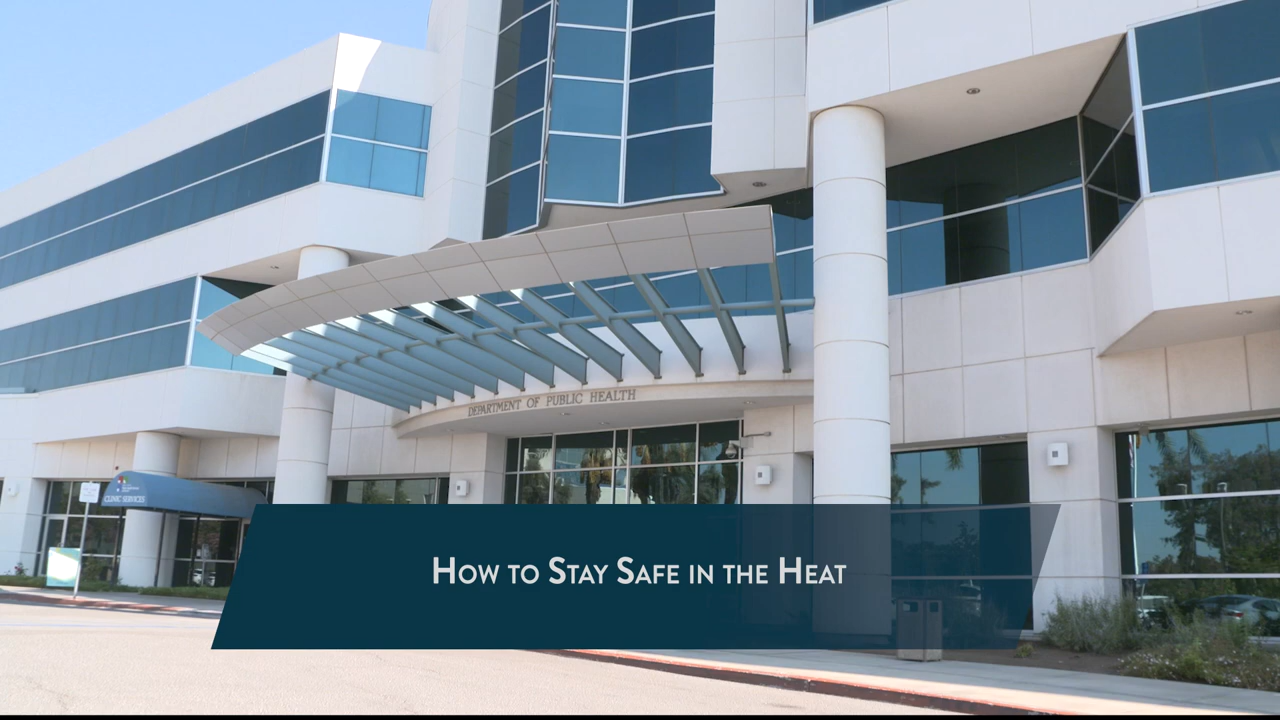 DEPARTMENT OF PUBLIC HEALTH
CLINIC SERVICES
How to Stay Safe in the Heat